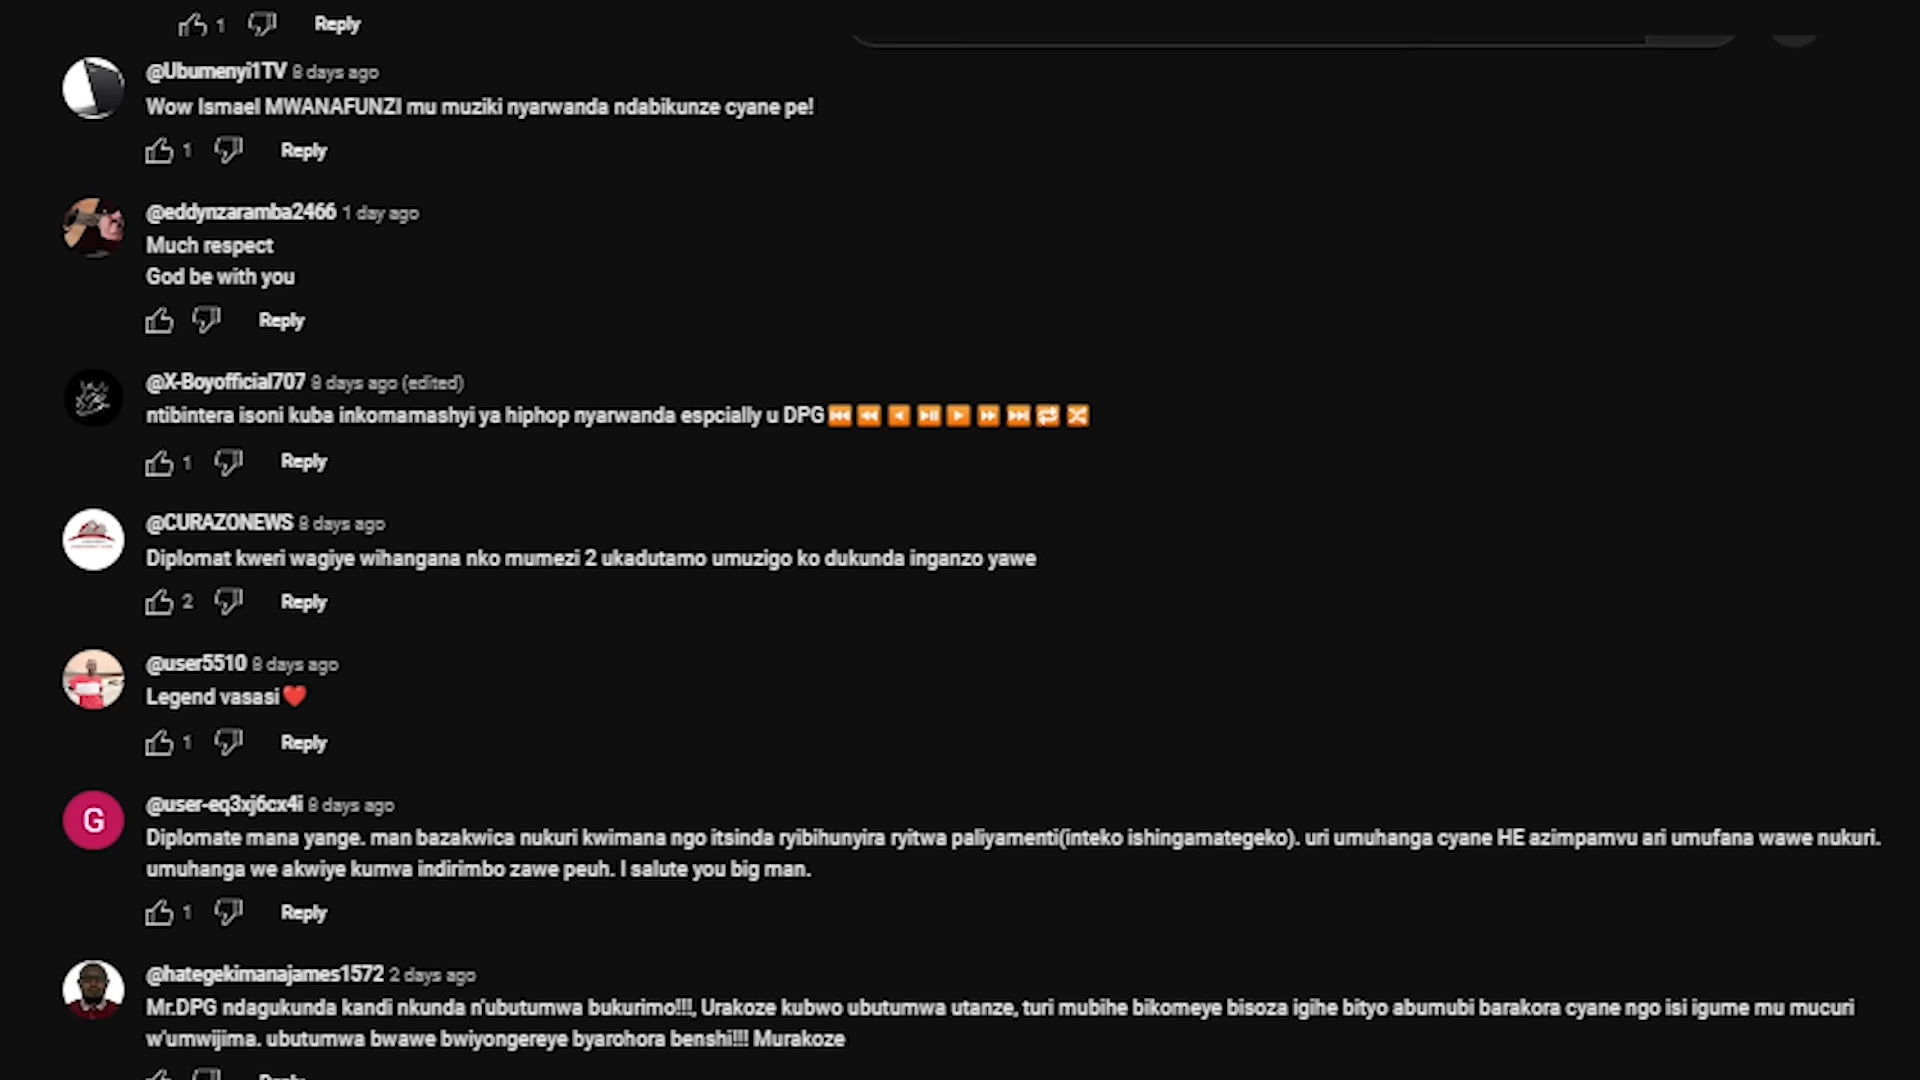 1 Reply
@Ubumenyi1TV 8 days ago
Wow Ismael MWANAFUNZI mu muziki nyarwanda ndabikunze cyane pe!
1 Reply
@eddynzaramba2466 1 day ago
Much respect
God be with you
Reply
@X-Boyofficial707 8 days ago (edited)
ntibintera isoni kuba inkomamashyi ya hiphop nyarwanda espcially u DPG⏮⏪◀⏯▶⏩⏭🔁🔀
1 Reply
@CURAZONEWS 8 days ago
Diplomat kweri wagiye wihangana nko mumezi 2 ukadutamo umuzigo ko dukunda inganzo yawe
2 Reply
@user5510 8 days ago
Legend vasasi❤️
1 Reply
G
@user-eq3xj6cx4i 8 days ago
Diplomate mana yange. man bazakwica nukuri kwimana ngo itsinda ryibihunyira ryitwa paliyamenti(inteko ishingamategeko). uri umuhanga cyane HE azimpamvu ari umufana wawe nukuri.
umuhanga we akwiye kumva indirimbo zawe peuh. I salute you big man.
1 Reply
@hategekimanajames1572 2 days ago
Mr.DPG ndagukunda kandi nkunda n'ubutumwa bukurimo!!!, Urakoze kubwo ubutumwa utanze, turi mubihe bikomeye bisoza igihe bityo abumubi barakora cyane ngo isi igume mu mucuri
w'umwijima. ubutumwa bwawe bwiyongereye byarohora benshi!!! Murakoze
Reply